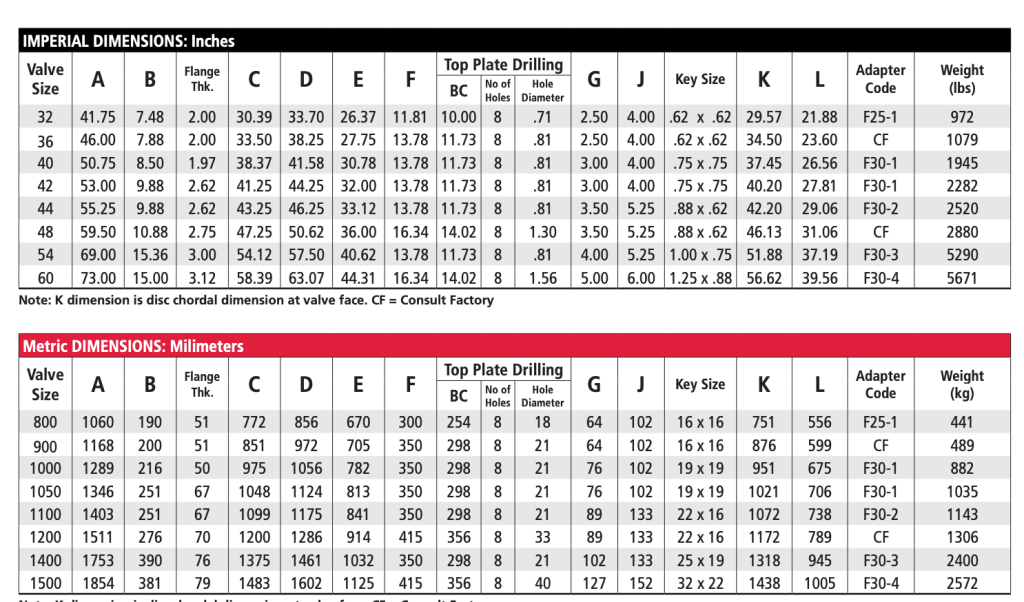 IMPERIAL DIMENSIONS: Inches
Valve Size A B Flange Thk. C D E F Top Plate Drilling BC No of Holes Hole Diameter G J Key Size K L Adapter Code Weight (lbs)
32 41.75 7.48 2.00 30.39 33.70 26.37 11.81 10.00 8 .71 2.50 4.00 .62 x .62 29.57 21.88 F25-1 972
36 46.00 7.88 2.00 33.50 38.25 27.75 13.78 11.73 8 .81 2.50 4.00 .62 x .62 34.50 23.60 CF 1079
40 50.75 8.50 1.97 38.37 41.58 30.78 13.78 11.73 8 .81 3.00 4.00 .75 x .75 37.45 26.56 F30-1 1945
42 53.00 9.88 2.62 41.25 44.25 32.00 13.78 11.73 8 .81 3.00 4.00 .75 x .75 40.20 27.81 F30-1 2282
44 55.25 9.88 2.62 43.25 46.25 33.12 13.78 11.73 8 .81 3.50 5.25 .88 x .62 42.20 29.06 F30-2 2520
48 59.50 10.88 2.75 47.25 50.62 36.00 16.34 14.02 8 1.30 3.50 5.25 .88 x .62 46.13 31.06 CF 2880
54 69.00 15.36 3.00 54.12 57.50 40.62 13.78 11.73 8 .81 4.00 5.25 1.00 x .75 51.88 37.19 F30-3 5290
60 73.00 15.00 3.12 58.39 63.07 44.31 16.34 14.02 8 1.56 5.00 6.00 1.25 x .88 56.62 39.56 F30-4 5671
Note: K dimension is disc chordal dimension at valve face. CF = Consult Factory
Metric DIMENSIONS: Milimeters
Valve Size A B Flange Thk. C D E F Top Plate Drilling BC No of Holes Hole Diameter G J Key Size K L Adapter Code Weight (kg)
800 1060 190 51 772 856 670 300 254 8 18 64 102 16 x 16 751 556 F25-1 441
900 1168 200 51 851 972 705 350 298 8 21 64 102 16 x 16 876 599 CF 489
1000 1289 216 50 975 1056 782 350 298 8 21 76 102 19 x 19 951 675 F30-1 882
1050 1346 251 67 1048 1124 813 350 298 8 21 76 102 19 x 19 1021 706 F30-1 1035
1100 1403 251 67 1099 1175 841 350 298 8 21 89 133 22 x 16 1072 738 F30-2 1143
1200 1511 276 70 1200 1286 914 415 356 8 33 89 133 22 x 16 1172 789 CF 1306
1400 1753 390 76 1375 1461 1032 350 298 8 21 102 133 25 x 19 1318 945 F30-3 2400
1500 1854 381 79 1483 1602 1125 415 356 8 40 127 152 32 x 22 1438 1005 F30-4 2572